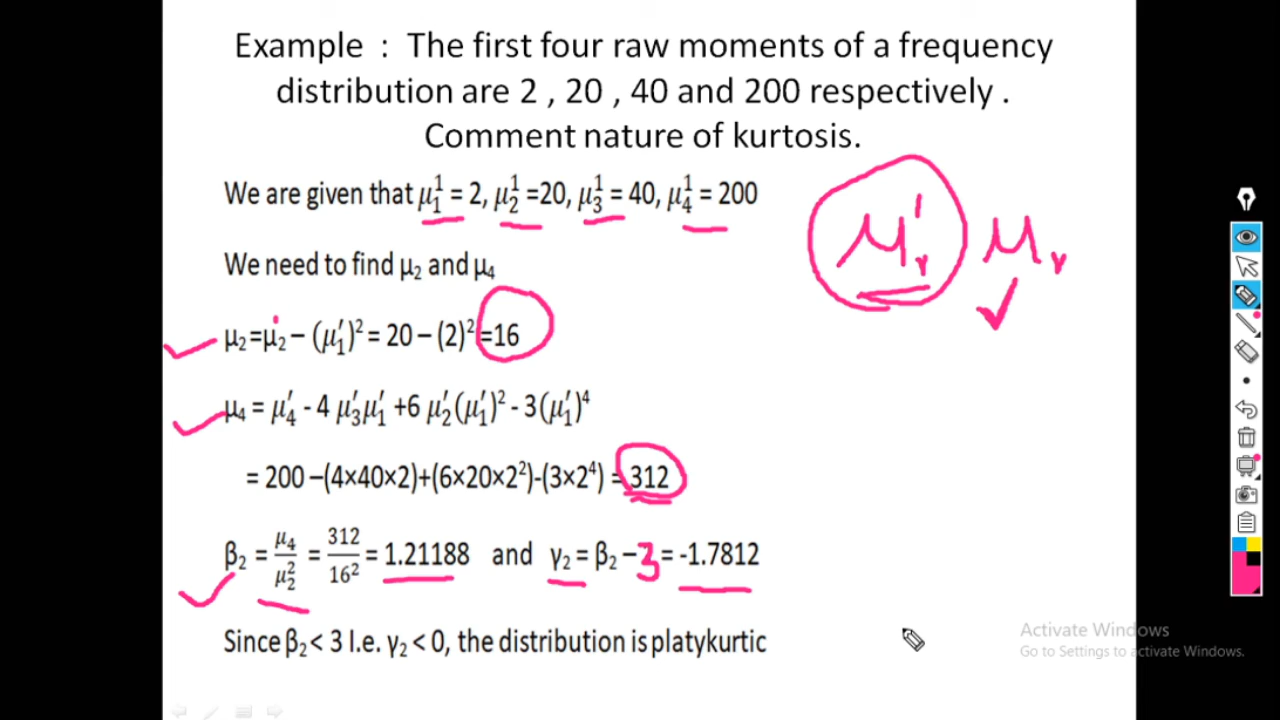 Example : The first four raw moments of a frequency
distribution are 2 , 20 , 40 and 200 respectively .
Comment nature of kurtosis.
We are given that μ₁¹ = 2, μ₂¹ =20, μ₃¹ = 40, μ₄¹ = 200
μ′ᵣ μᵣ
We need to find μ₂ and μ₄
μ₂=μ′₂ – (μ′₁)² = 20 – (2)² =16
μ₄ = μ′₄ - 4 μ′₃μ′₁ +6 μ′₂(μ′₁)² - 3(μ′₁)⁴
= 200 –(4×40×2)+(6×20×2²)-(3×2⁴) = 312
β₂ = μ₄/μ₂² = 312/16² = 1.21188 and γ₂ = β₂ – 3 = -1.7812
Since β₂< 3 I.e. γ₂ < 0, the distribution is platykurtic
Activate Windows
Go to Settings to activate Windows.